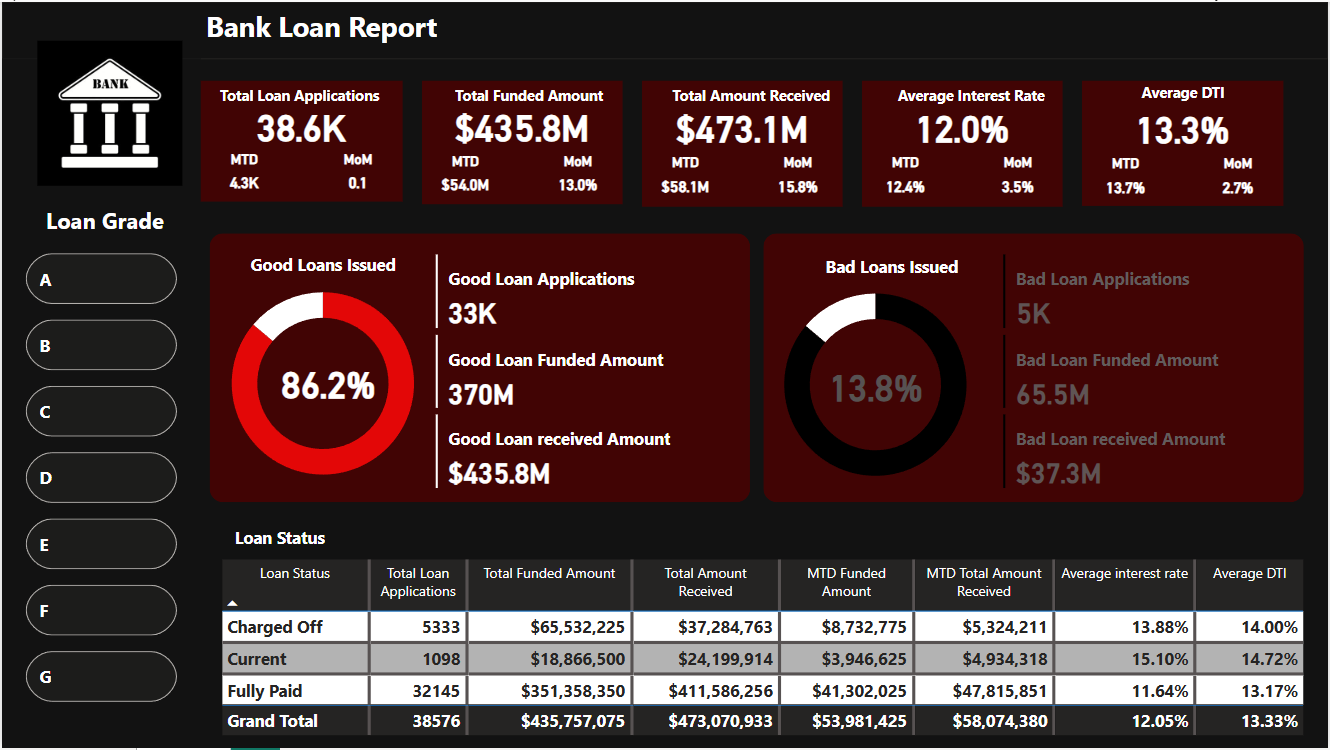 Bank Loan Report
BANK
Total Loan Applications
38.6K
MTD MoM
4.3K 0.1
Total Funded Amount
$435.8M
MTD MoM
$54.0M 13.0%
Total Amount Received
$473.1M
MTD MoM
$58.1M 15.8%
Average Interest Rate
12.0%
MTD MoM
12.4% 3.5%
Average DTI
13.3%
MTD MoM
13.7% 2.7%
Loan Grade
A
B
C
D
E
F
G
Good Loans Issued
86.2%
Good Loan Applications
33K
Good Loan Funded Amount
370M
Good Loan received Amount
$435.8M
Bad Loans Issued
13.8%
Bad Loan Applications
5K
Bad Loan Funded Amount
65.5M
Bad Loan received Amount
$37.3M
Loan Status
Loan Status Total Loan Applications Total Funded Amount Total Amount Received MTD Funded Amount MTD Total Amount Received Average interest rate Average DTI
Charged Off 5333 $65,532,225 $37,284,763 $8,732,775 $5,324,211 13.88% 14.00%
Current 1098 $18,866,500 $24,199,914 $3,946,625 $4,934,318 15.10% 14.72%
Fully Paid 32145 $351,358,350 $411,586,256 $41,302,025 $47,815,851 11.64% 13.17%
Grand Total 38576 $435,757,075 $473,070,933 $53,981,425 $58,074,380 12.05% 13.33%